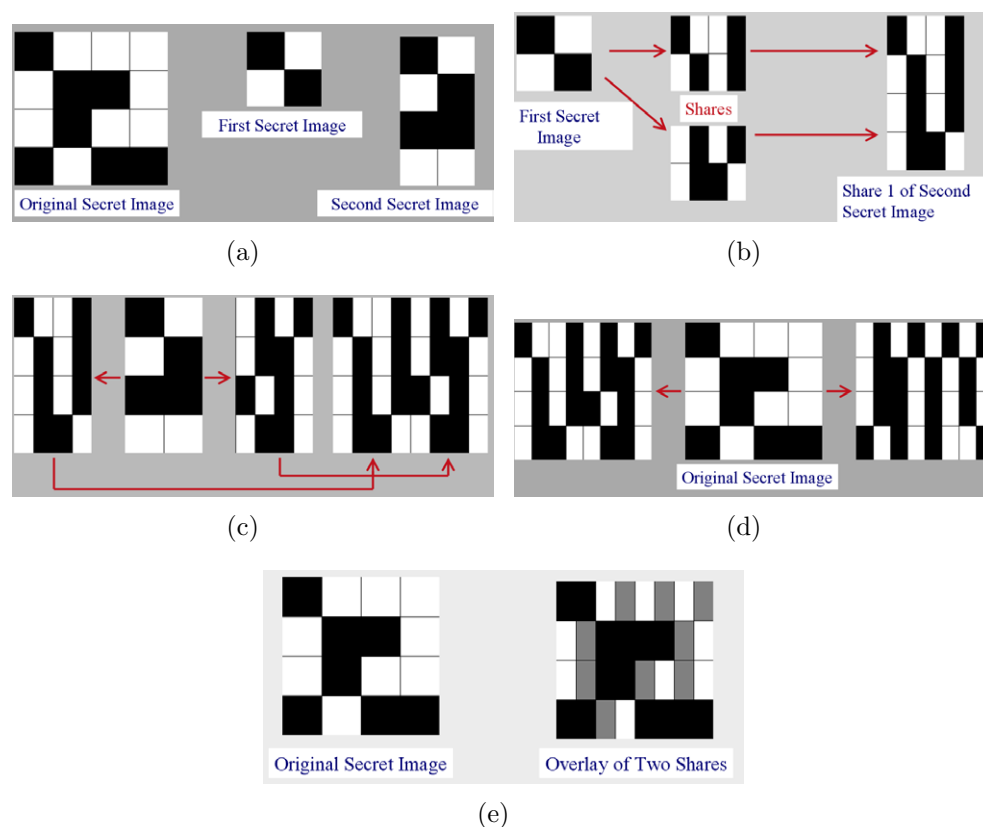 First Secret Image
Original Secret Image
Second Secret Image
(a)
Shares
First Secret
Image
Share 1 of Second
Secret Image
(b)
(c)
Original Secret Image
(d)
Original Secret Image
Overlay of Two Shares
(e)